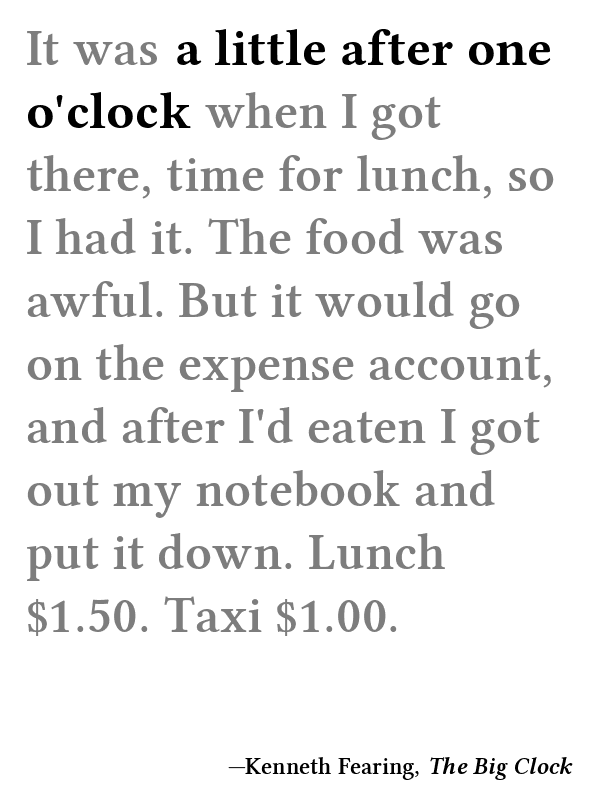 It was a little after one
o'clock when I got
there, time for lunch, so
I had it. The food was
awful. But it would go
on the expense account,
and after I'd eaten I got
out my notebook and
put it down. Lunch
$1.50. Taxi $1.00.
—Kenneth Fearing, The Big Clock